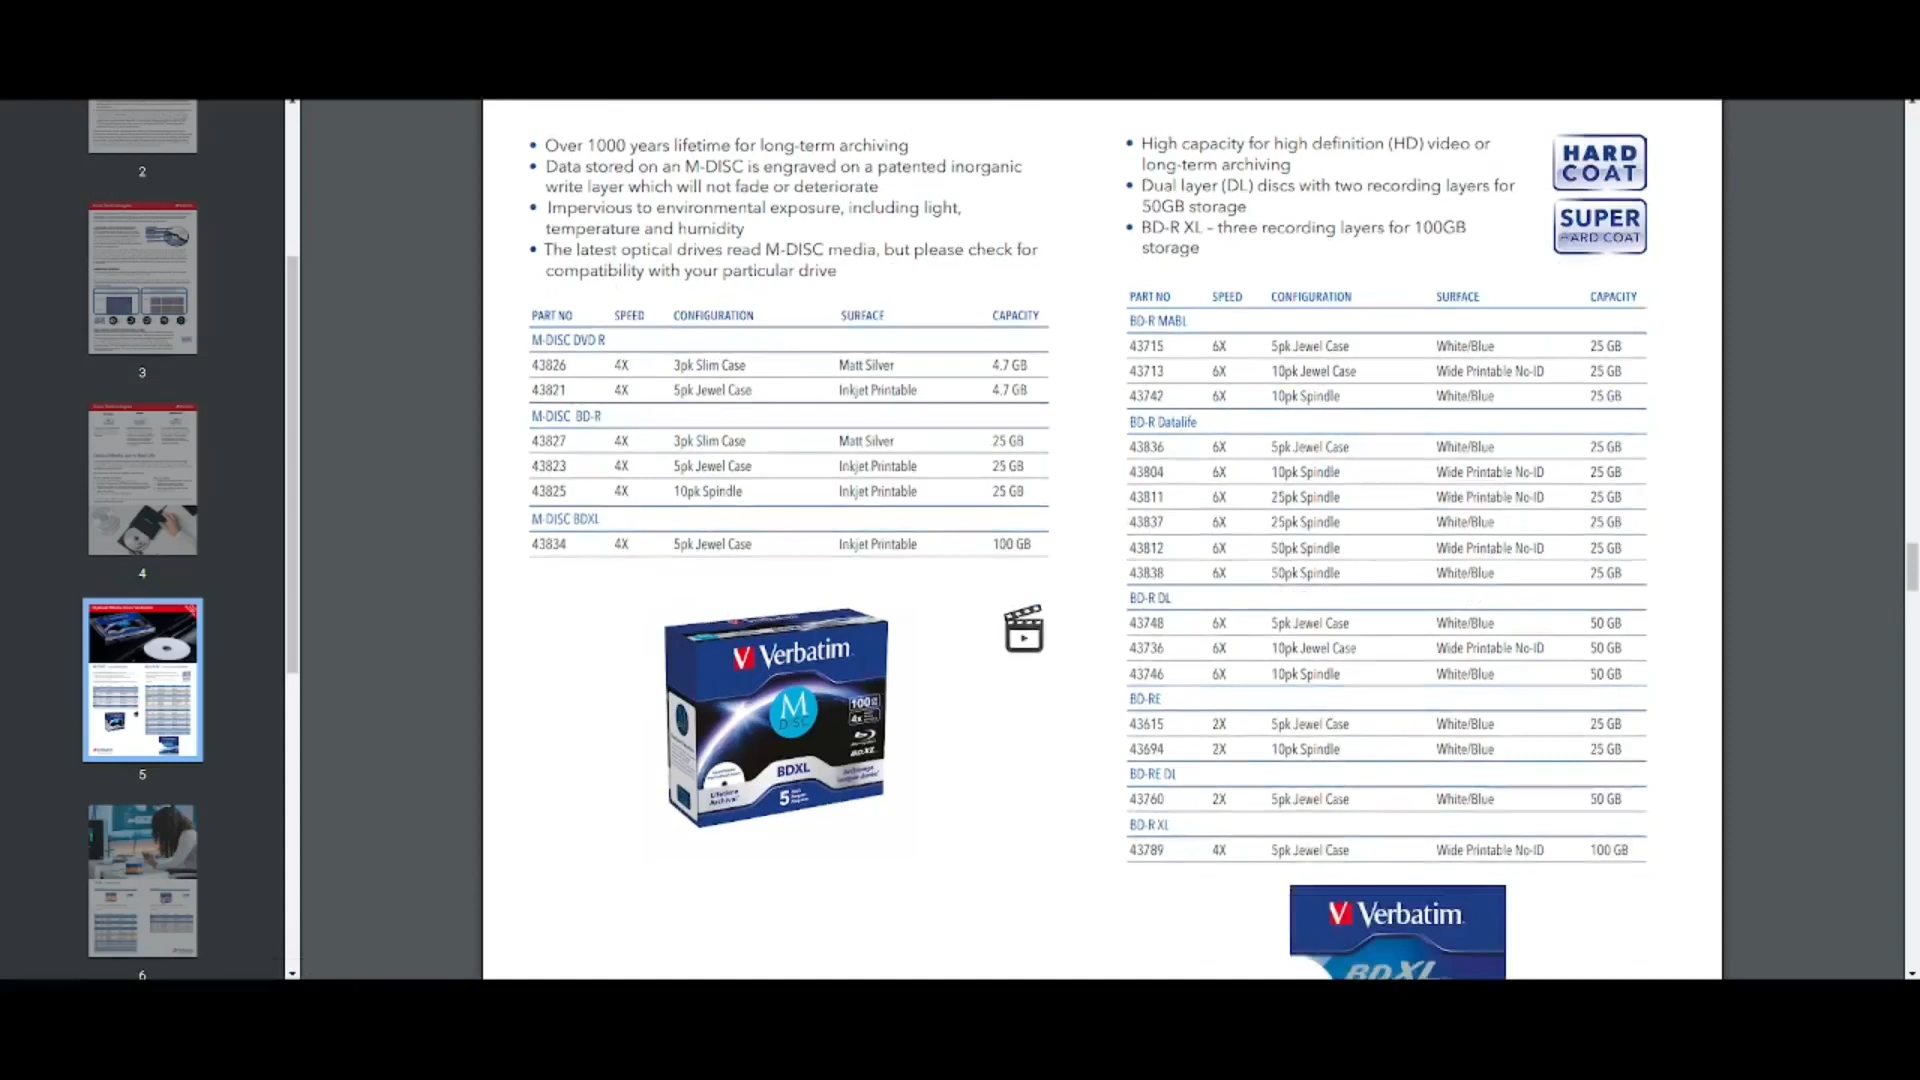 2
3
4
5
6
• Over 1000 years lifetime for long-term archiving
• Data stored on an M-DISC is engraved on a patented inorganic
write layer which will not fade or deteriorate
• Impervious to environmental exposure, including light,
temperature and humidity
• The latest optical drives read M-DISC media, but please check for
compatibility with your particular drive
PART NO SPEED CONFIGURATION SURFACE CAPACITY
M-DISC DVD R
43826 4X 3pk Slim Case Matt Silver 4.7 GB
43821 4X 5pk Jewel Case Inkjet Printable 4.7 GB
M-DISC BD-R
43827 4X 3pk Slim Case Matt Silver 25 GB
43823 4X 5pk Jewel Case Inkjet Printable 25 GB
43825 4X 10pk Spindle Inkjet Printable 25 GB
M-DISC BDXL
43834 4X 5pk Jewel Case Inkjet Printable 100 GB
Verbatim
M
DISC
100
4x
BDXL
BDXL
Lifetime
Archival
5
• High capacity for high definition (HD) video or
long-term archiving
• Dual layer (DL) discs with two recording layers for
50GB storage
• BD-R XL – three recording layers for 100GB
storage
HARD
COAT
SUPER
HARD COAT
PART NO SPEED CONFIGURATION SURFACE CAPACITY
BD-R MABL
43715 6X 5pk Jewel Case White/Blue 25 GB
43713 6X 10pk Jewel Case Wide Printable No-ID 25 GB
43742 6X 10pk Spindle White/Blue 25 GB
BD-R Datalife
43836 6X 5pk Jewel Case White/Blue 25 GB
43804 6X 10pk Spindle Wide Printable No-ID 25 GB
43811 6X 25pk Spindle Wide Printable No-ID 25 GB
43837 6X 25pk Spindle White/Blue 25 GB
43812 6X 50pk Spindle Wide Printable No-ID 25 GB
43838 6X 50pk Spindle White/Blue 25 GB
BD-R DL
43748 6X 5pk Jewel Case White/Blue 50 GB
43736 6X 10pk Jewel Case Wide Printable No-ID 50 GB
43746 6X 10pk Spindle White/Blue 50 GB
BD-RE
43615 2X 5pk Jewel Case White/Blue 25 GB
43694 2X 10pk Spindle White/Blue 25 GB
BD-RE DL
43760 2X 5pk Jewel Case White/Blue 50 GB
BD-R XL
43789 4X 5pk Jewel Case Wide Printable No-ID 100 GB
Verbatim
BDXL